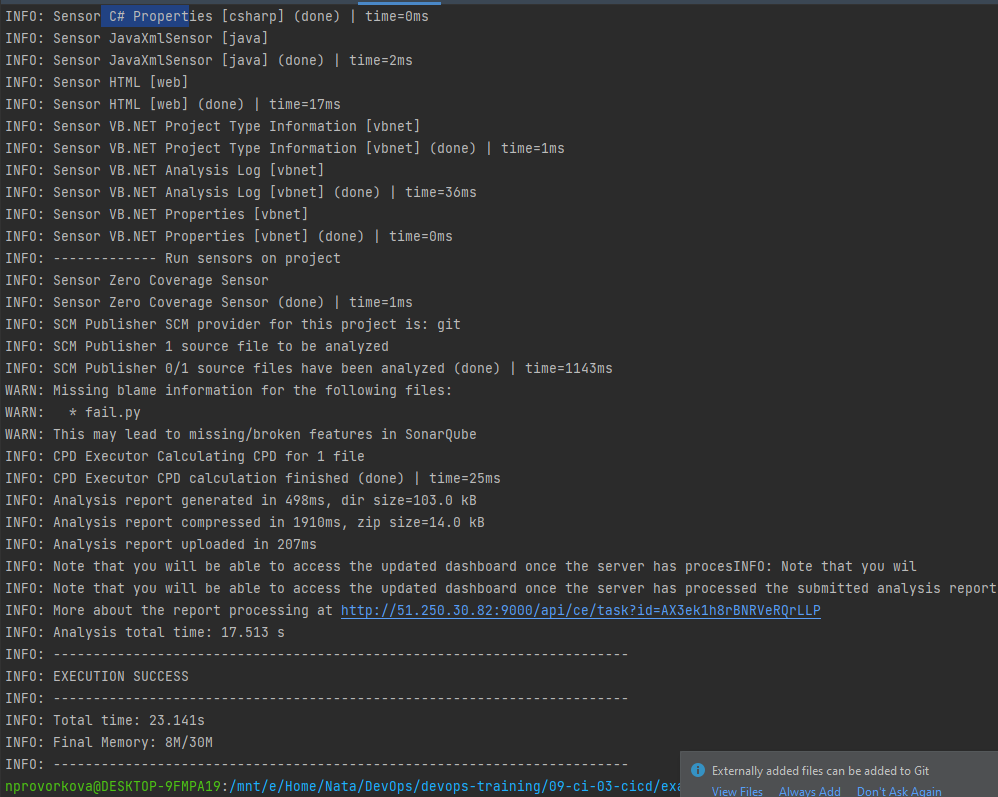 INFO: Sensor C# Properties [csharp] (done) | time=0ms
INFO: Sensor JavaXmlSensor [java]
INFO: Sensor JavaXmlSensor [java] (done) | time=2ms
INFO: Sensor HTML [web]
INFO: Sensor HTML [web] (done) | time=17ms
INFO: Sensor VB.NET Project Type Information [vbnet]
INFO: Sensor VB.NET Project Type Information [vbnet] (done) | time=1ms
INFO: Sensor VB.NET Analysis Log [vbnet]
INFO: Sensor VB.NET Analysis Log [vbnet] (done) | time=36ms
INFO: Sensor VB.NET Properties [vbnet]
INFO: Sensor VB.NET Properties [vbnet] (done) | time=0ms
INFO: ------------- Run sensors on project
INFO: Sensor Zero Coverage Sensor
INFO: Sensor Zero Coverage Sensor (done) | time=1ms
INFO: SCM Publisher SCM provider for this project is: git
INFO: SCM Publisher 1 source file to be analyzed
INFO: SCM Publisher 0/1 source files have been analyzed (done) | time=1143ms
WARN: Missing blame information for the following files:
WARN:   * fail.py
WARN: This may lead to missing/broken features in SonarQube
INFO: CPD Executor Calculating CPD for 1 file
INFO: CPD Executor CPD calculation finished (done) | time=25ms
INFO: Analysis report generated in 498ms, dir size=103.0 kB
INFO: Analysis report compressed in 1910ms, zip size=14.0 kB
INFO: Analysis report uploaded in 207ms
INFO: Note that you will be able to access the updated dashboard once the server has procesINFO: Note that you wil
INFO: Note that you will be able to access the updated dashboard once the server has processed the submitted analysis report
INFO: More about the report processing at http://51.250.30.82:9000/api/ce/task?id=AX3ek1h8rBNRVeRQrLLP
INFO: Analysis total time: 17.513 s
INFO: ------------------------------------------------------------------------
INFO: EXECUTION SUCCESS
INFO: ------------------------------------------------------------------------
INFO: Total time: 23.141s
INFO: Final Memory: 8M/30M
INFO: ------------------------------------------------------------------------
nprovorkova@DESKTOP-9FMPA19:/mnt/e/Home/Nata/DevOps/devops-training/09-ci-03-cicd/exa
Externally added files can be added to Git
View Files Always Add Don't Ask Again